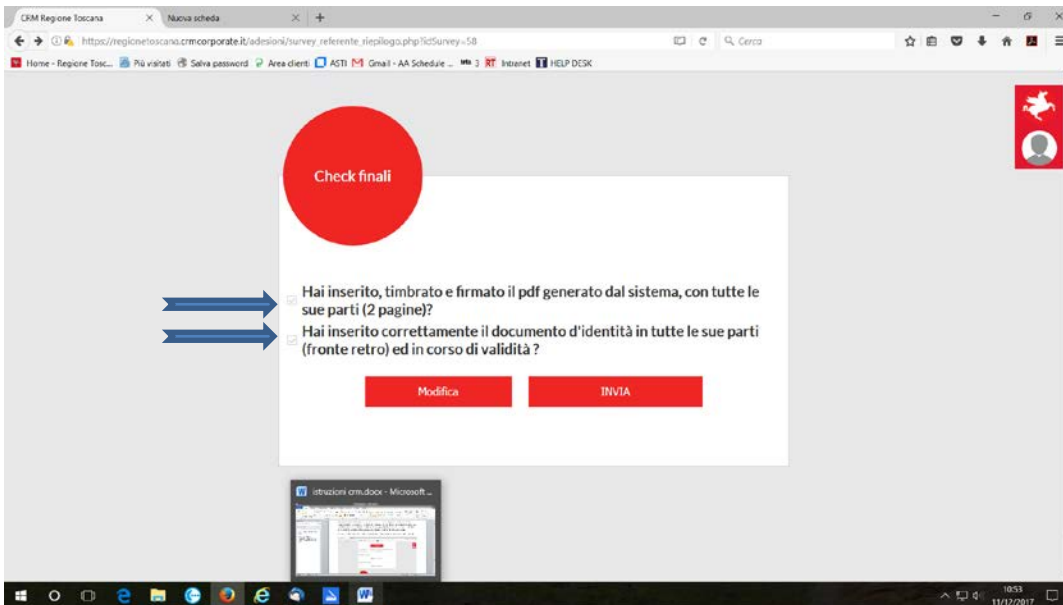 CRM Regione Toscana
Nuova scheda
https://regionetoscana.crmcorporate.it/adesioni/survey_referente_riepilogo.php?idSurvey=58
Cerca
Home - Regione Tosc... Più visitati Salva password Area clienti ASTI Gmail - AA Schedule ... 3 RT Intranet HELP DESK
Check finali
Hai inserito, timbrato e firmato il pdf generato dal sistema, con tutte le
sue parti (2 pagine)?
Hai inserito correttamente il documento d'identità in tutte le sue parti
(fronte retro) ed in corso di validità ?
Modifica
INVIA
istruzioni crm.docx - Microsoft ...
10:53
11/12/2017